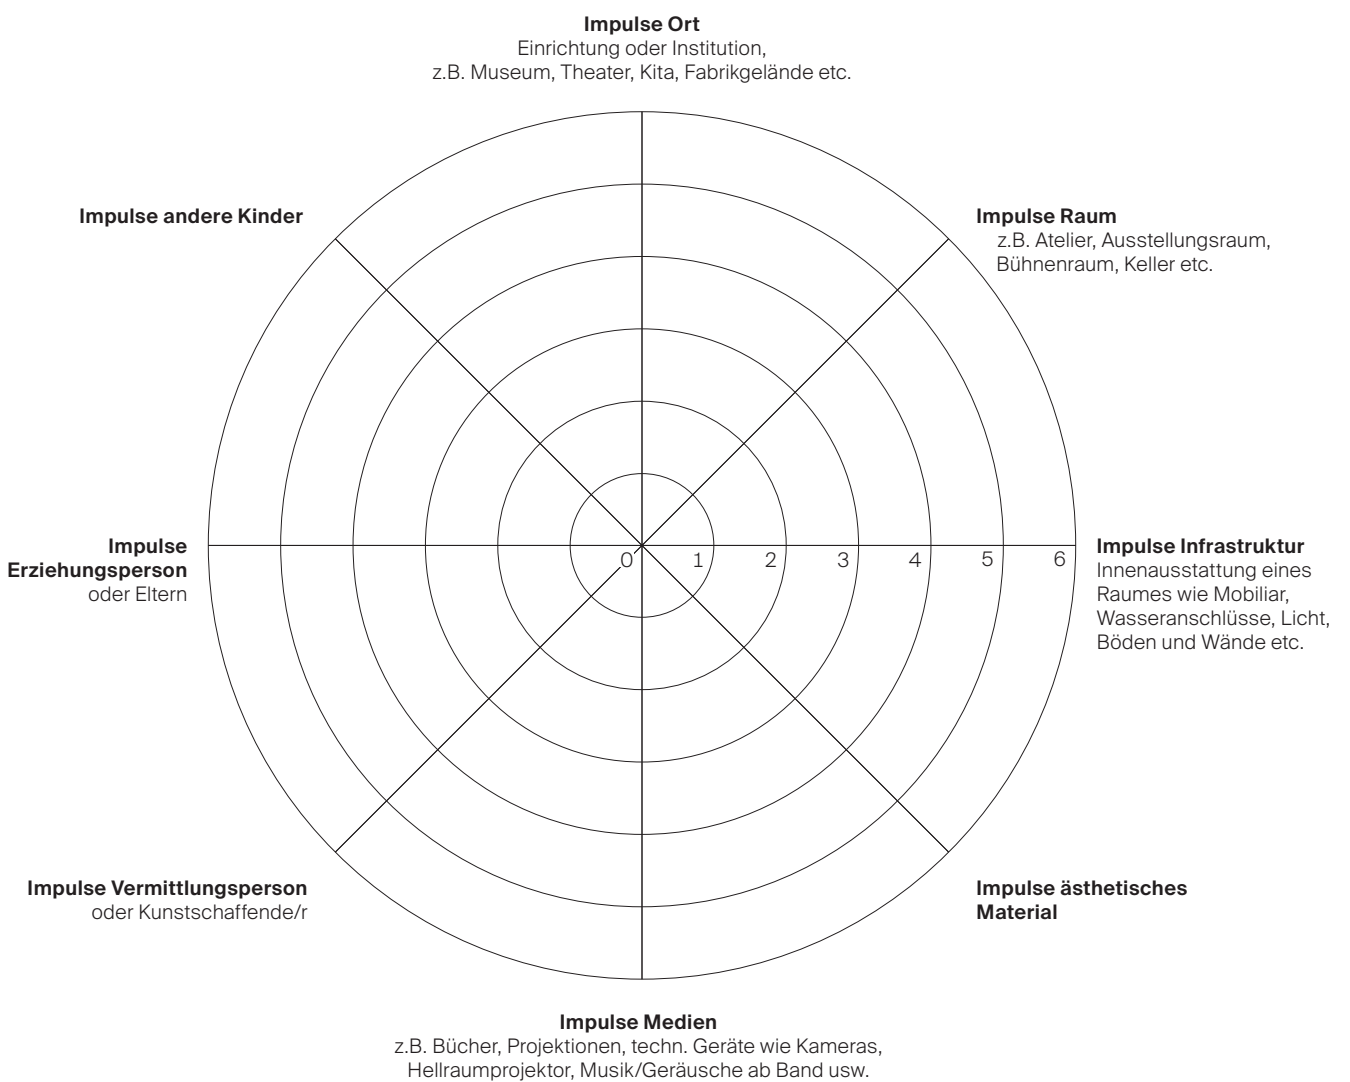 Impulse Ort
Einrichtung oder Institution,
z.B. Museum, Theater, Kita, Fabrikgelände etc.
Impulse andere Kinder
Impulse Raum
z.B. Atelier, Ausstellungsraum,
Bühnenraum, Keller etc.
Impulse
Erziehungsperson
oder Eltern
0 1 2 3 4 5 6
Impulse Infrastruktur
Innenausstattung eines
Raumes wie Mobiliar,
Wasseranschlüsse, Licht,
Böden und Wände etc.
Impulse Vermittlungsperson
oder Kunstschaffende/r
Impulse ästhetisches
Material
Impulse Medien
z.B. Bücher, Projektionen, techn. Geräte wie Kameras,
Hellraumprojektor, Musik/Geräusche ab Band usw.